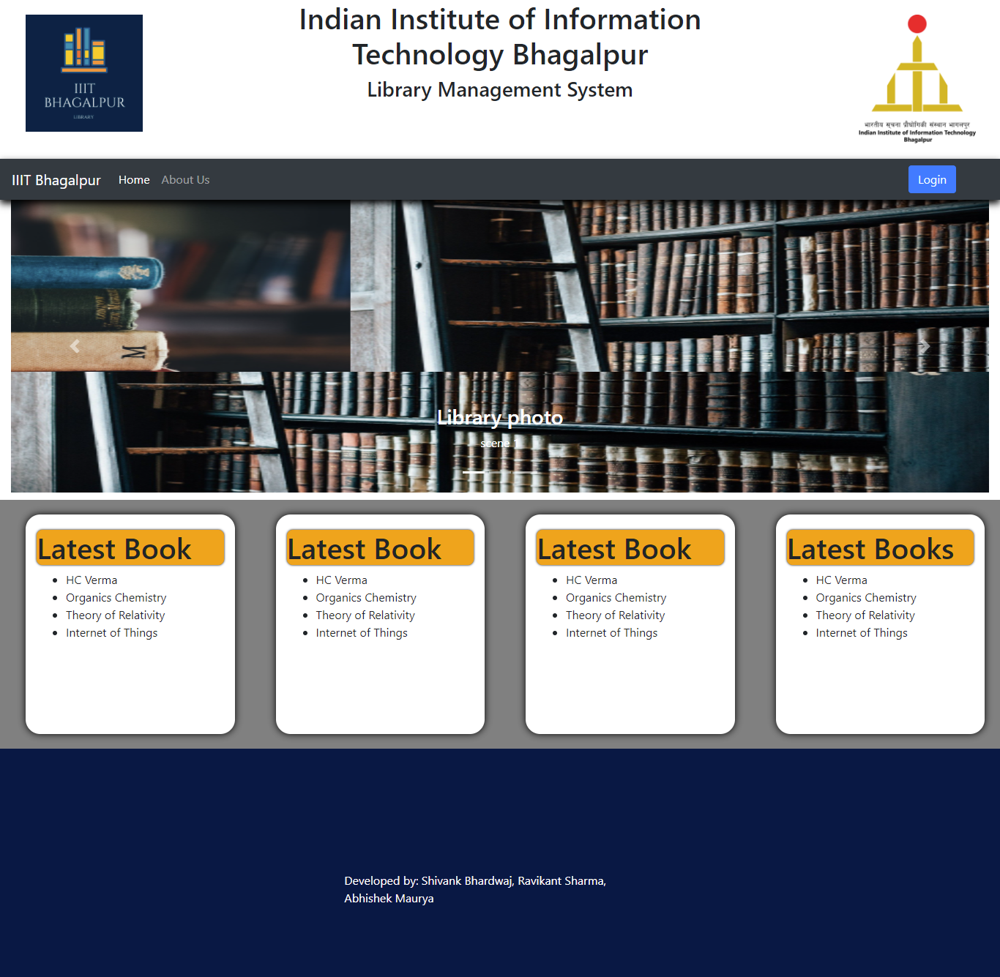 IIIT
BHAGALPUR
LIBRARY
Indian Institute of Information
Technology Bhagalpur
Library Management System
भारतीय सूचना प्रौद्योगिकी संस्थान भागलपुर
Indian Institute of Information Technology
Bhagalpur
IIIT Bhagalpur Home About Us Login
M
Library photo
scene 1
Latest Book
HC Verma
Organics Chemistry
Theory of Relativity
Internet of Things
Latest Book
HC Verma
Organics Chemistry
Theory of Relativity
Internet of Things
Latest Book
HC Verma
Organics Chemistry
Theory of Relativity
Internet of Things
Latest Books
HC Verma
Organics Chemistry
Theory of Relativity
Internet of Things
Developed by: Shivank Bhardwaj, Ravikant Sharma,
Abhishek Maurya